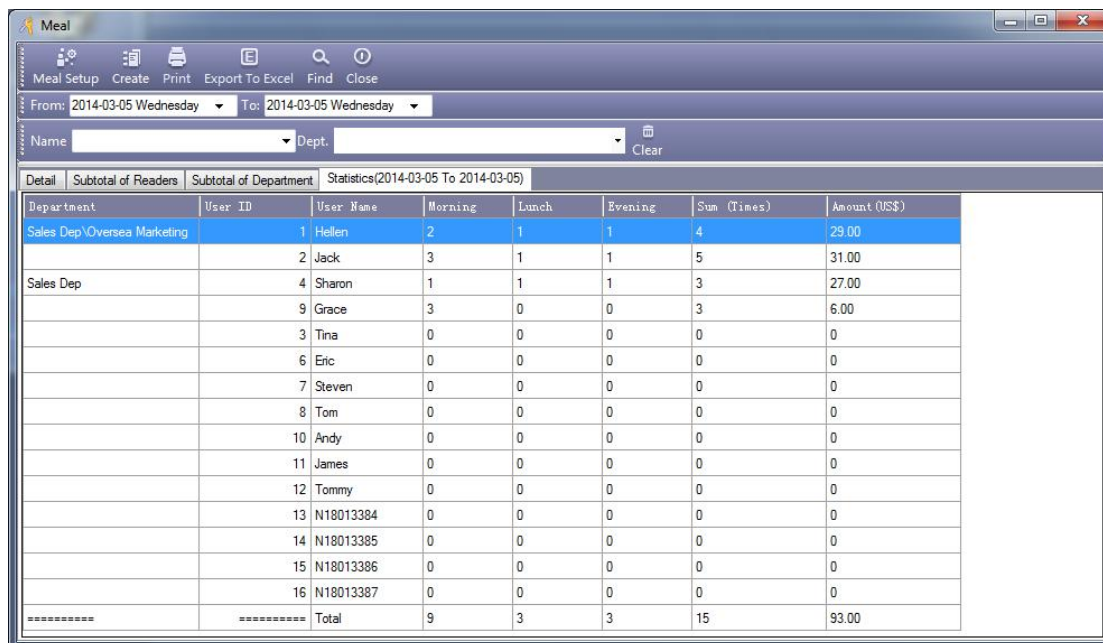 Meal
E
Meal Setup Create Print Export To Excel Find Close
From: 2014-03-05 Wednesday To: 2014-03-05 Wednesday
Name Dept. Clear
Detail Subtotal of Readers Subtotal of Department Statistics(2014-03-05 To 2014-03-05)
Department User ID User Name Morning Lunch Evening Sum (Times) Amount(US$)
Sales Dep\Oversea Marketing 1 Hellen 2 1 1 4 29.00
2 Jack 3 1 1 5 31.00
Sales Dep 4 Sharon 1 1 1 3 27.00
9 Grace 3 0 0 3 6.00
3 Tina 0 0 0 0 0
6 Eric 0 0 0 0 0
7 Steven 0 0 0 0 0
8 Tom 0 0 0 0 0
10 Andy 0 0 0 0 0
11 James 0 0 0 0 0
12 Tommy 0 0 0 0 0
13 N18013384 0 0 0 0 0
14 N18013385 0 0 0 0 0
15 N18013386 0 0 0 0 0
16 N18013387 0 0 0 0 0
========== ========== Total 9 3 3 15 93.00